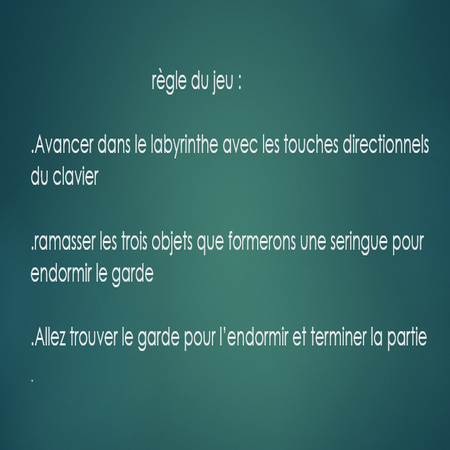 règle du jeu :
.Avancer dans le labyrinthe avec les touches directionnels
du clavier
.ramasser les trois objets que formerons une seringue pour
endormir le garde
.Allez trouver le garde pour l'endormir et terminer la partie
.